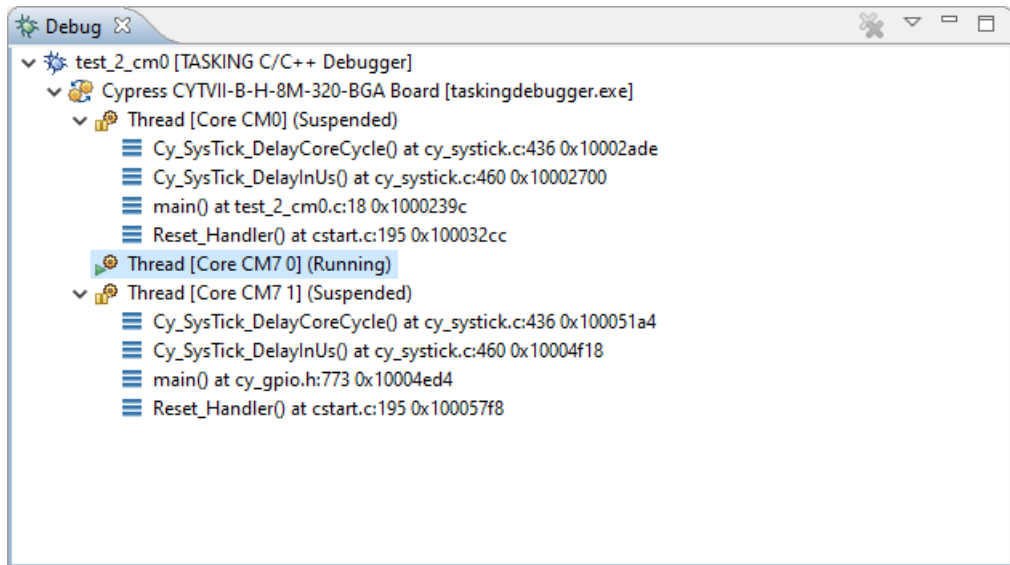 Debug
test_2_cm0 [TASKING C/C++ Debugger]
Cypress CYTVII-B-H-8M-320-BGA Board [taskingdebugger.exe]
Thread [Core CM0] (Suspended)
Cy_SysTick_DelayCoreCycle() at cy_systick.c:436 0x10002ade
Cy_SysTick_DelayInUs() at cy_systick.c:460 0x10002700
main() at test_2_cm0.c:18 0x1000239c
Reset_Handler() at cstart.c:195 0x100032cc
Thread [Core CM7 0] (Running)
Thread [Core CM7 1] (Suspended)
Cy_SysTick_DelayCoreCycle() at cy_systick.c:436 0x100051a4
Cy_SysTick_DelayInUs() at cy_systick.c:460 0x10004f18
main() at cy_gpio.h:773 0x10004ed4
Reset_Handler() at cstart.c:195 0x100057f8